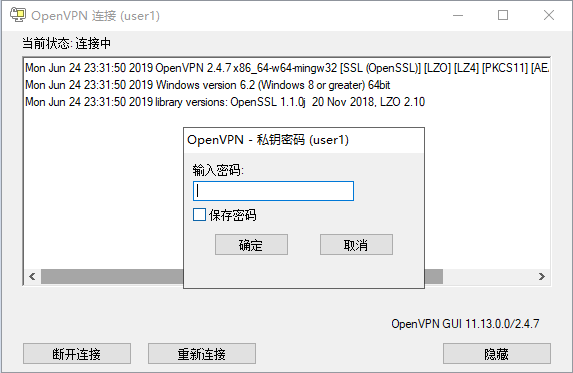 OpenVPN 连接 (user1)
当前状态: 连接中
Mon Jun 24 23:31:50 2019 OpenVPN 2.4.7 x86_64-w64-mingw32 [SSL (OpenSSL)] [LZO] [LZ4] [PKCS11] [AE
Mon Jun 24 23:31:50 2019 Windows version 6.2 (Windows 8 or greater) 64bit
Mon Jun 24 23:31:50 2019 library versions: OpenSSL 1.1.0j  20 Nov 2018, LZO 2.10
OpenVPN - 私钥密码 (user1)
输入密码:
保存密码
确定 取消
OpenVPN GUI 11.13.0.0/2.4.7
断开连接 重新连接 隐藏